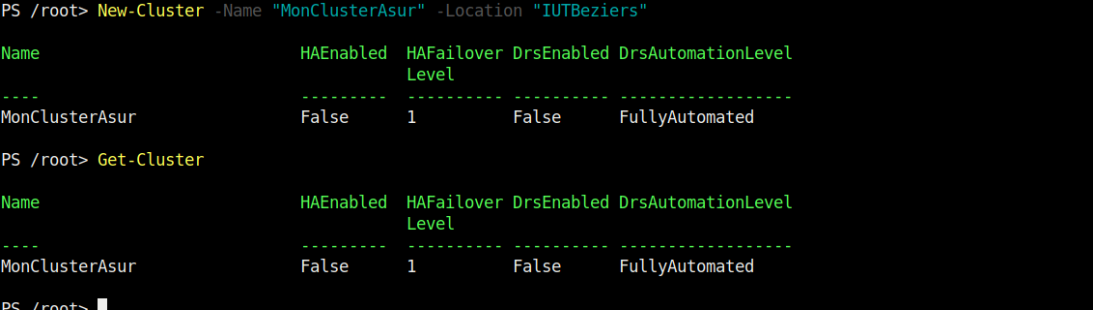 PS /root> New-Cluster -Name "MonClusterAsur" -Location "IUTBeziers"
Name HAEnabled HAFailover DrsEnabled DrsAutomationLevel
Level
---- --------- ---------- ---------- ------------------
MonClusterAsur False 1 False FullyAutomated
PS /root> Get-Cluster
Name HAEnabled HAFailover DrsEnabled DrsAutomationLevel
Level
---- --------- ---------- ---------- ------------------
MonClusterAsur False 1 False FullyAutomated
PS /root>